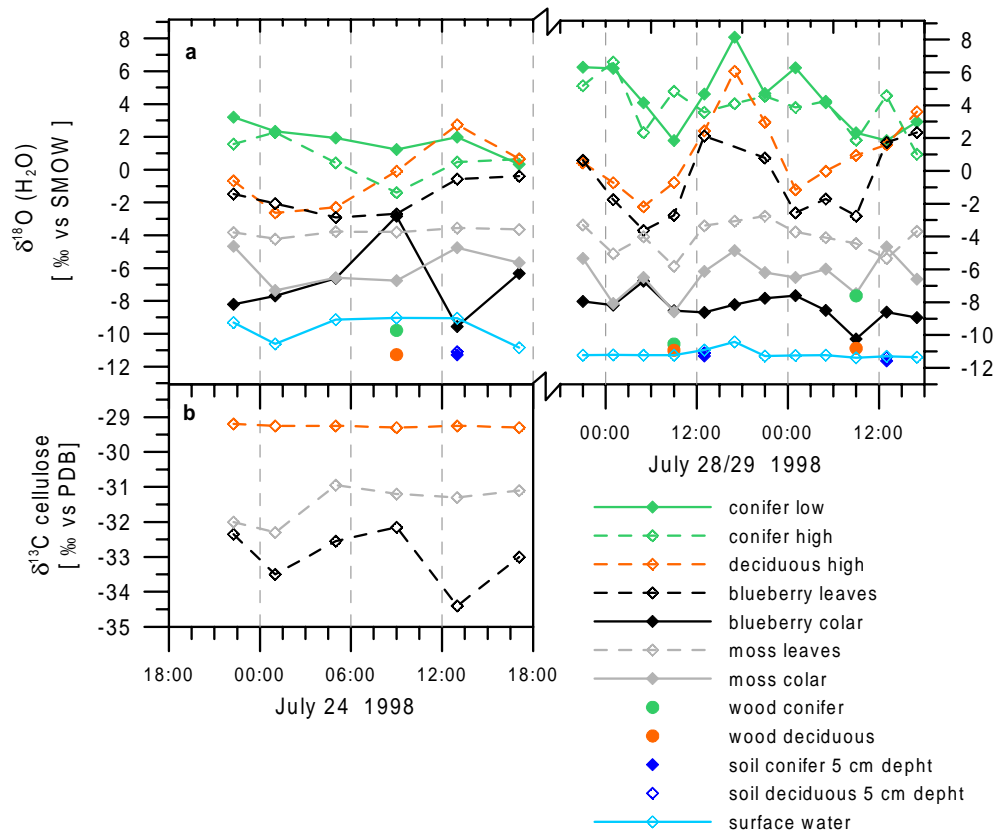 a
8
6
4
2
0
-2
-4
-6
-8
-10
-12
δ¹⁸O (H₂O)
[ ‰ vs SMOW ]
8
6
4
2
0
-2
-4
-6
-8
-10
-12
b
-29
-30
-31
-32
-33
-34
-35
δ¹³C cellulose
[ ‰ vs PDB]
18:00 00:00 06:00 12:00 18:00
July 24 1998
00:00 12:00 00:00 12:00
July 28/29 1998
conifer low
conifer high
deciduous high
blueberry leaves
blueberry colar
moss leaves
moss colar
wood conifer
wood deciduous
soil conifer 5 cm depht
soil deciduous 5 cm depht
surface water